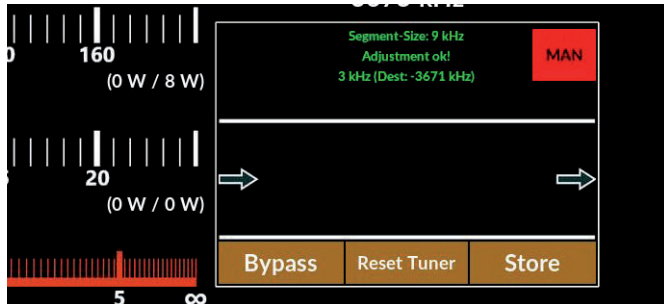 Segment-Size: 9 kHz
Adjustment ok!
3 kHz (Dest: -3671 kHz)
MAN
160
(0 W / 8 W)
20
(0 W / 0 W)
Bypass
Reset Tuner
Store
5
∞